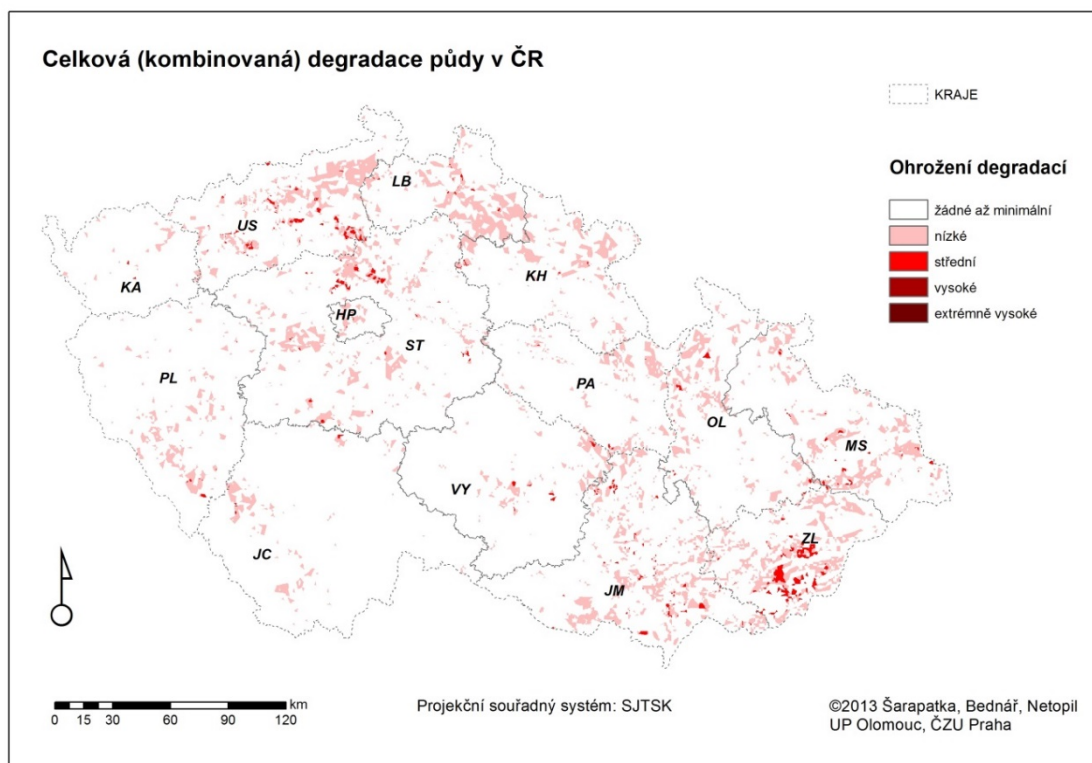 Celková (kombinovaná) degradace půdy v ČR
KRAJE
Ohrožení degradací
žádné až minimální
nízké
střední
vysoké
extrémně vysoké
LB
US
KA
KH
HP
ST
PL
PA
OL
MS
VY
ZL
JC
JM
km
0 15 30 60 90 120
Projekční souřadný systém: SJTSK
©2013 Šarapatka, Bednář, Netopil
UP Olomouc, ČZU Praha